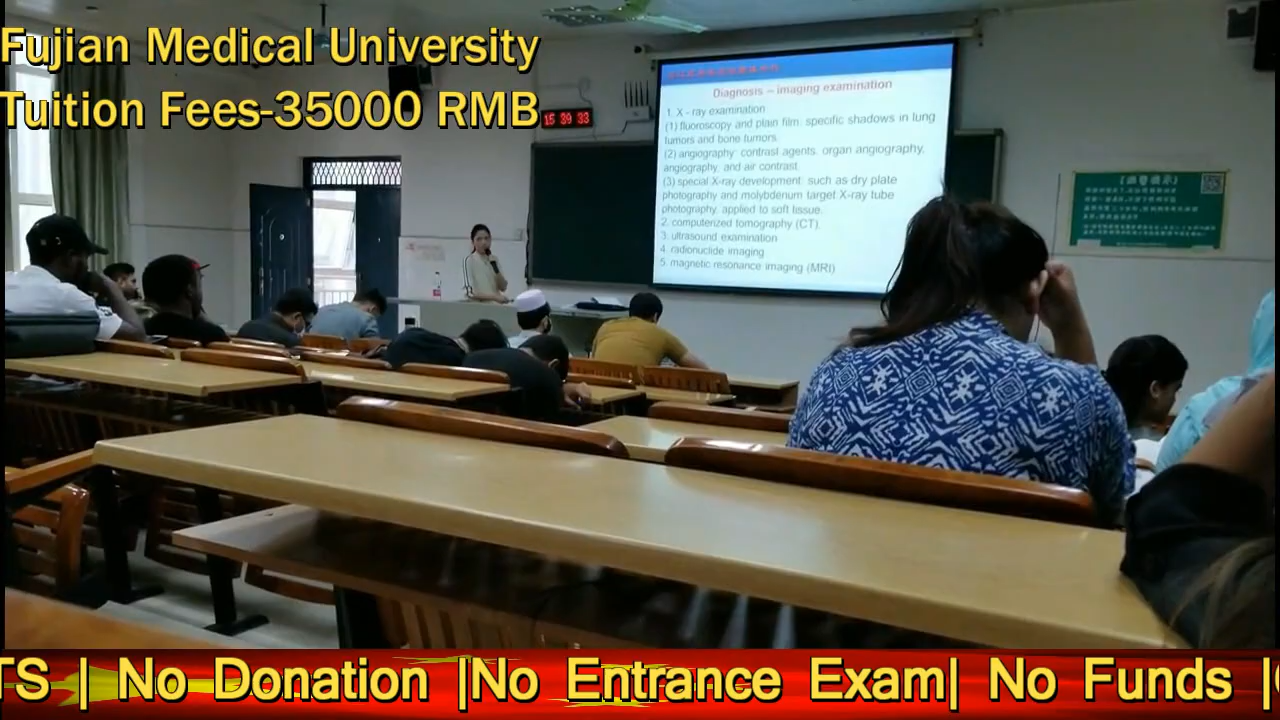 Fujian Medical University
Tuition Fees-35000 RMB
15 39 33
Diagnosis – imaging examination
1. X - ray examination
(1) fluoroscopy and plain film: specific shadows in lung
tumors and bone tumors.
(2) angiography: contrast agents, organ angiography,
angiography, and air contrast.
(3) special X-ray development: such as dry plate
photography and molybdenum target X-ray tube
photography, applied to soft tissue.
2. computerized tomography (CT).
3. ultrasound examination
4. radionuclide imaging
5. magnetic resonance imaging (MRI)
TS | No Donation |No Entrance Exam| No Funds |